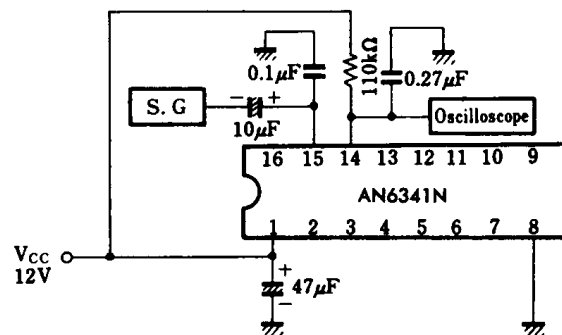 0.1μF
110kΩ
0.27μF
S. G
− +
10μF
Oscilloscope
16 15 14 13 12 11 10 9
AN6341N
1 2 3 4 5 6 7 8
VCC
12V
+
47μF
−